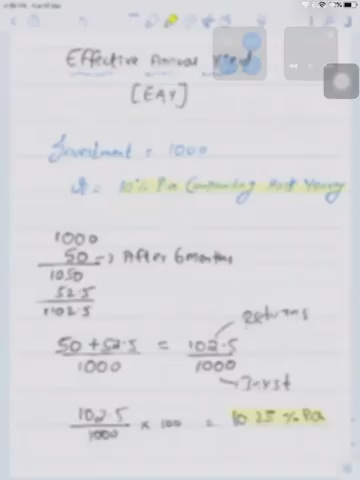 Effective Annual Yield
[EAY]
Investment = 1000
10% Pa Compounding Half Yearly
1000
50 => After 6 months
1050
52.5
1102.5
50 + 52.5 = 102.5
1000 1000
Returns
Invst
102.5 × 100 = 10.25 % PA
1000